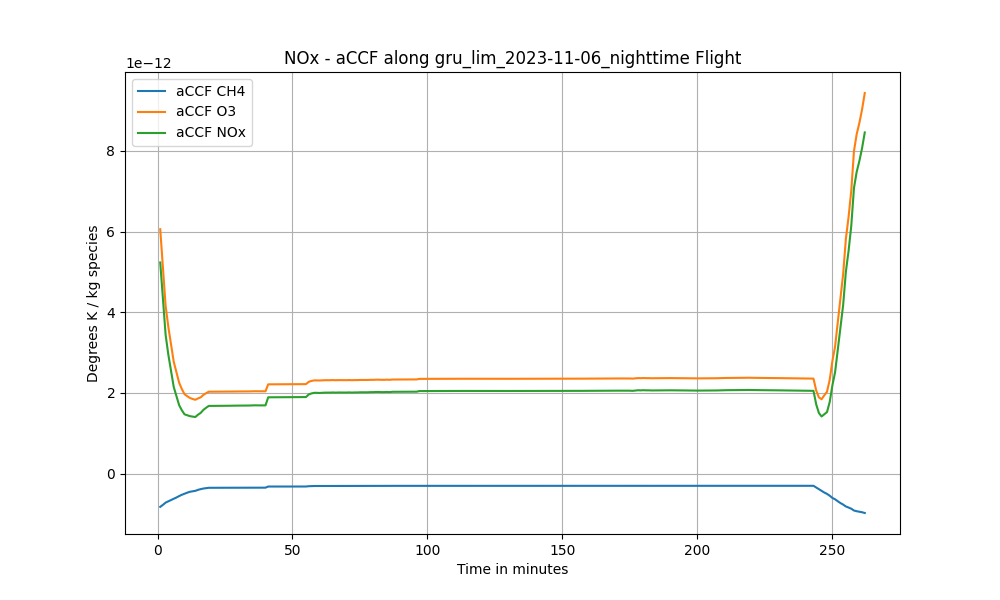 NOx - aCCF along gru_lim_2023-11-06_nighttime Flight
1e−12
aCCF CH4
aCCF O3
aCCF NOx
8
6
4
2
0
Degrees K / kg species
0 50 100 150 200 250
Time in minutes